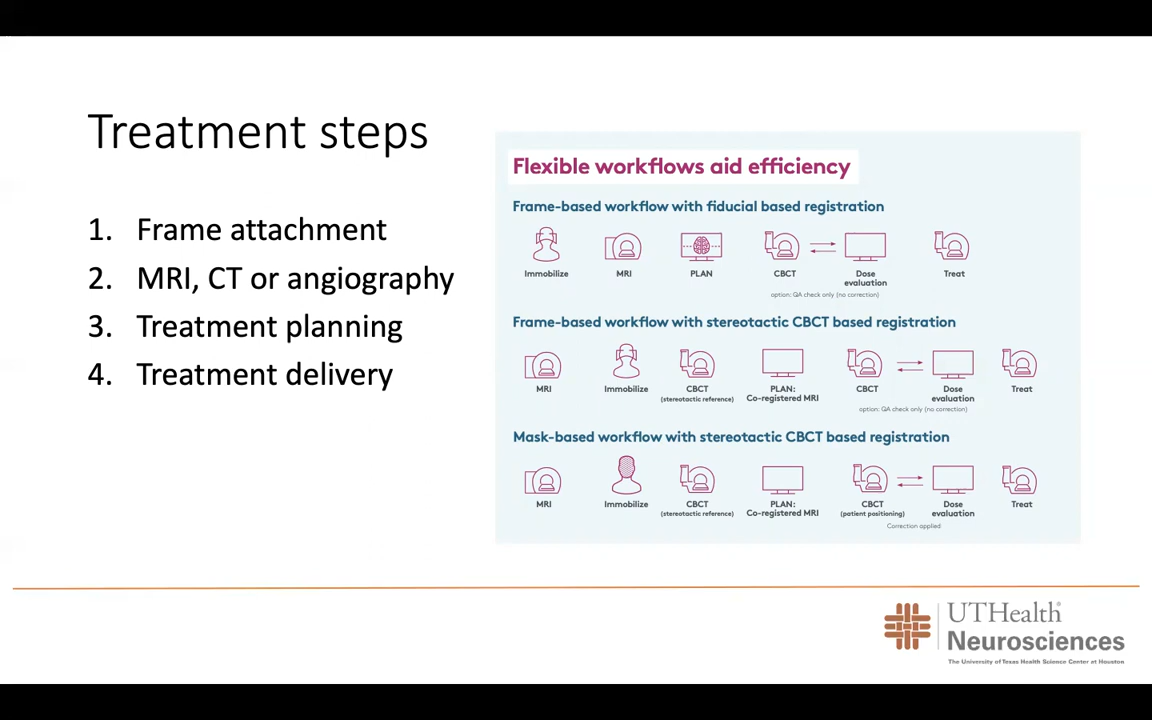 Treatment steps
1. Frame attachment
2. MRI, CT or angiography
3. Treatment planning
4. Treatment delivery
Flexible workflows aid efficiency
Frame-based workflow with fiducial based registration
Immobilize MRI PLAN CBCT Dose evaluation Treat
option: QA check only (no correction)
Frame-based workflow with stereotactic CBCT based registration
MRI Immobilize CBCT (stereotactic reference) PLAN: Co-registered MRI CBCT Dose evaluation Treat
option: QA check only (no correction)
Mask-based workflow with stereotactic CBCT based registration
MRI Immobilize CBCT (stereotactic reference) PLAN: Co-registered MRI CBCT (patient positioning) Dose evaluation Treat
Correction applied
UTHealth®
Neurosciences
The University of Texas Health Science Center at Houston